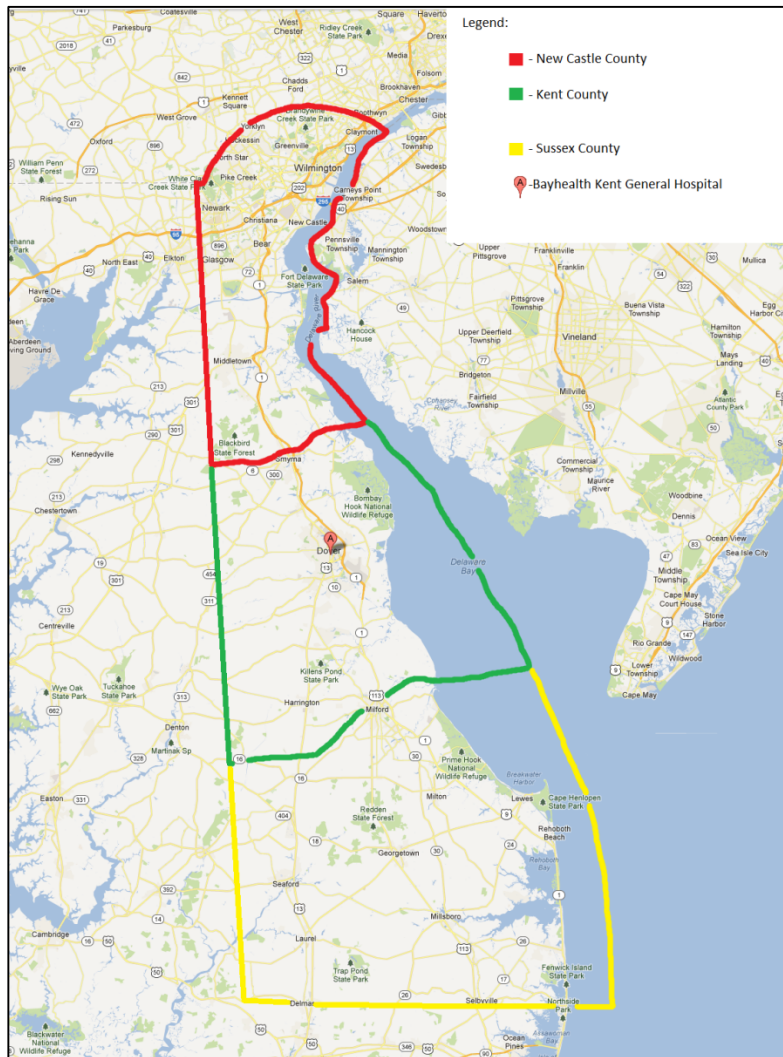 Legend:
- New Castle County
- Kent County
- Sussex County
A
-Bayhealth Kent General Hospital
Coatesville
Parkesburg
West
Chester
Square
Haverto
Ridley Creek
State Park
Drexe
Media
Folsom
Brookhaven
Chester
Chadds
Ford
Kennett
Square
West Grove
Oxford
Boothwyn
Brandywine
Creek State Park
Yorklyn
Hockessin
Greenville
Claymont
Logan
Township
North Star
William Penn
State Forest
White Clay
Creek State Park
Pike Creek
Wilmington
Swedesb
Rising Sun
Newark
Carneys Point
Township
Christiana
New Castle
Woodstown
Bear
Pennsville
Township
Mannington
Township
Elkton
Glasgow
North East
Fort Delaware
State Park
Salem
Upper
Pittsgrove
Franklinville
Franklin
Mullica
Havre De
Grace
Aberdeen
Delaware River
Hancock
House
Pittsgrove
Township
Buena Vista
Township
Egg
Harbor C
Hamilton
Township
Upper Deerfield
Township
Vineland
Mays
Landing
Middletown
Bridgeton
Cohansey
River
Fairfield
Township
Millville
Atlantic
County Park
Kennedyville
Blackbird
State Forest
Smyrna
Commercial
Township
Maurice
River
Chestertown
Bombay
Hook National
Wildlife Refuge
Woodbine
Dennis
Ocean View
Sea Isle City
A
Dover
Delaware
Bay
Middle
Township
Cape May
Court House
Stone
Harbor
Centreville
Rio Grande
Lower
Township
Wildwood
Cape May
Killens Pond
State Park
Wye Oak
State Park
Tuckahoe
State Park
Harrington
Milford
Denton
Martinak Sp
Prime Hook
National
Wildlife Refuge
Breakwater
Harbor
Easton
Milton
Lewes
Cape Henlopen
State Park
Redden
State Forest
Rehoboth
Beach
Georgetown
Rehoboth
Bay
Seaford
Millsboro
Cambridge
Laurel
Trap Pond
State Park
Fenwick Island
State Park
Delmar
Selbyville
Northside
Park
Blackwater
National
Wildlife Refuge
Ocean
Pines
Assawoman
Bay